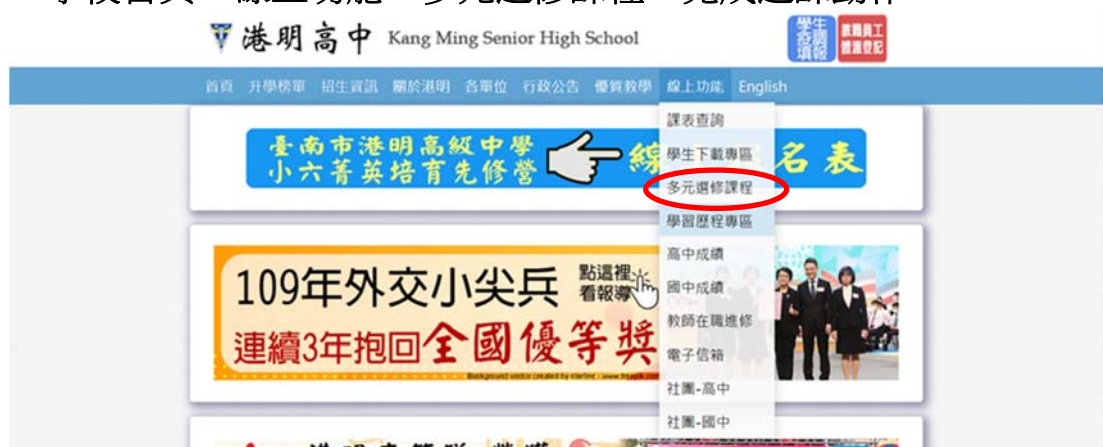 港明高中 Kang Ming Senior High School
學生疫調填報
教職員工體溫登記
首頁 升學榜單 招生資訊 關於港明 各單位 行政公告 優質教學 線上功能 English
課表查詢
學生下載專區
多元選修課程
學習歷程專區
高中成績
國中成績
教師在職進修
電子信箱
社團-高中
社團-國中
臺南市港明高級中學
小六菁英培育先修營
線
名表
109年外交小尖兵
點這裡
看報導
連續3年抱回全國優等獎